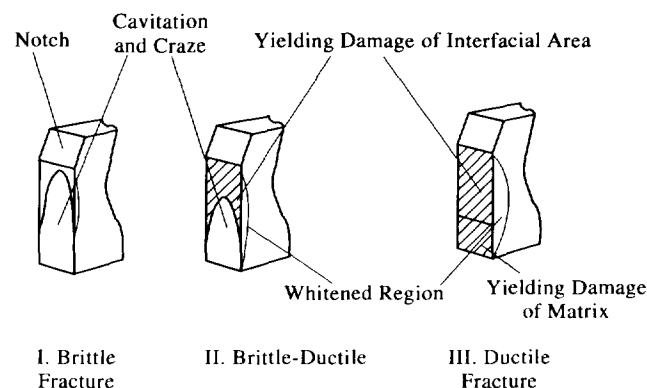 Notch
Cavitation
and Craze
Yielding Damage of Interfacial Area
Whitened Region
Yielding Damage
of Matrix
I. Brittle
Fracture
II. Brittle-Ductile
III. Ductile
Fracture